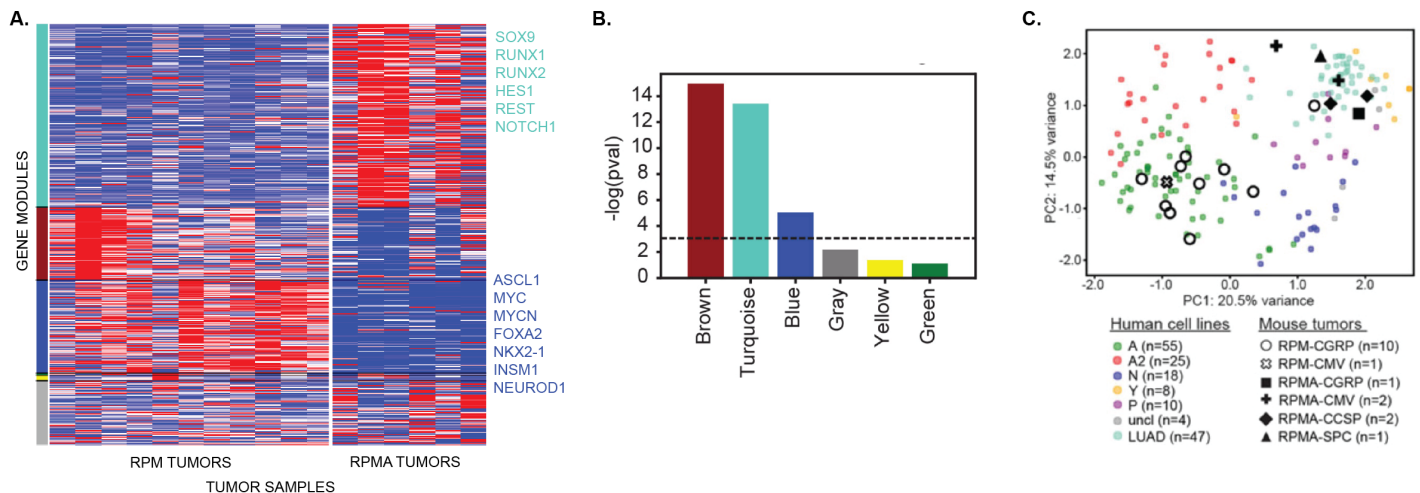 A.
GENE MODULES
SOX9
RUNX1
RUNX2
HES1
REST
NOTCH1
ASCL1
MYC
MYCN
FOXA2
NKX2-1
INSM1
NEUROD1
RPM TUMORS
RPMA TUMORS
TUMOR SAMPLES
B.
-log(pval)
14
12
10
8
6
4
2
0
Brown
Turquoise
Blue
Gray
Yellow
Green
C.
PC2: 14.5% variance
2.0
1.0
0.0
-1.0
-2.0
-2.0
-1.0
0.0
1.0
2.0
PC1: 20.5% variance
Human cell lines
A (n=55)
A2 (n=25)
N (n=18)
Y (n=8)
P (n=10)
uncl (n=4)
LUAD (n=47)
Mouse tumors
RPM-CGRP (n=10)
RPM-CMV (n=1)
RPMA-CGRP (n=1)
RPMA-CMV (n=2)
RPMA-CCSP (n=2)
RPMA-SPC (n=1)